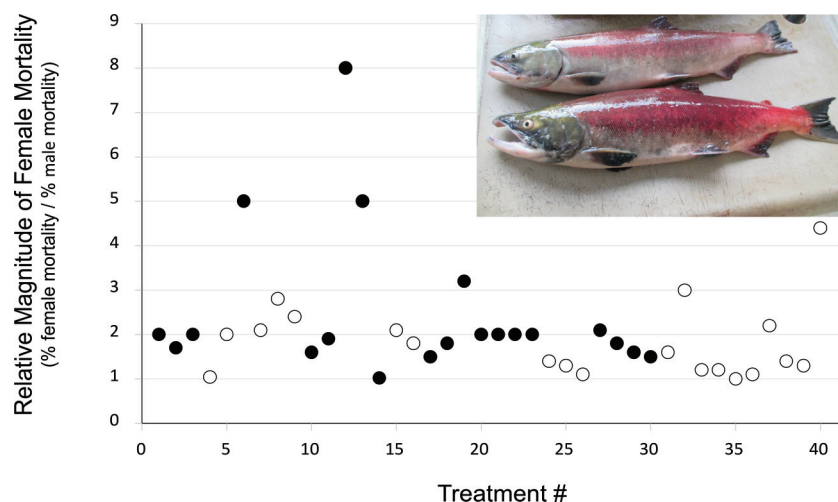 Relative Magnitude of Female Mortality
(% female mortality / % male mortality)
9
8
7
6
5
4
3
2
1
0
0 5 10 15 20 25 30 35 40
Treatment #